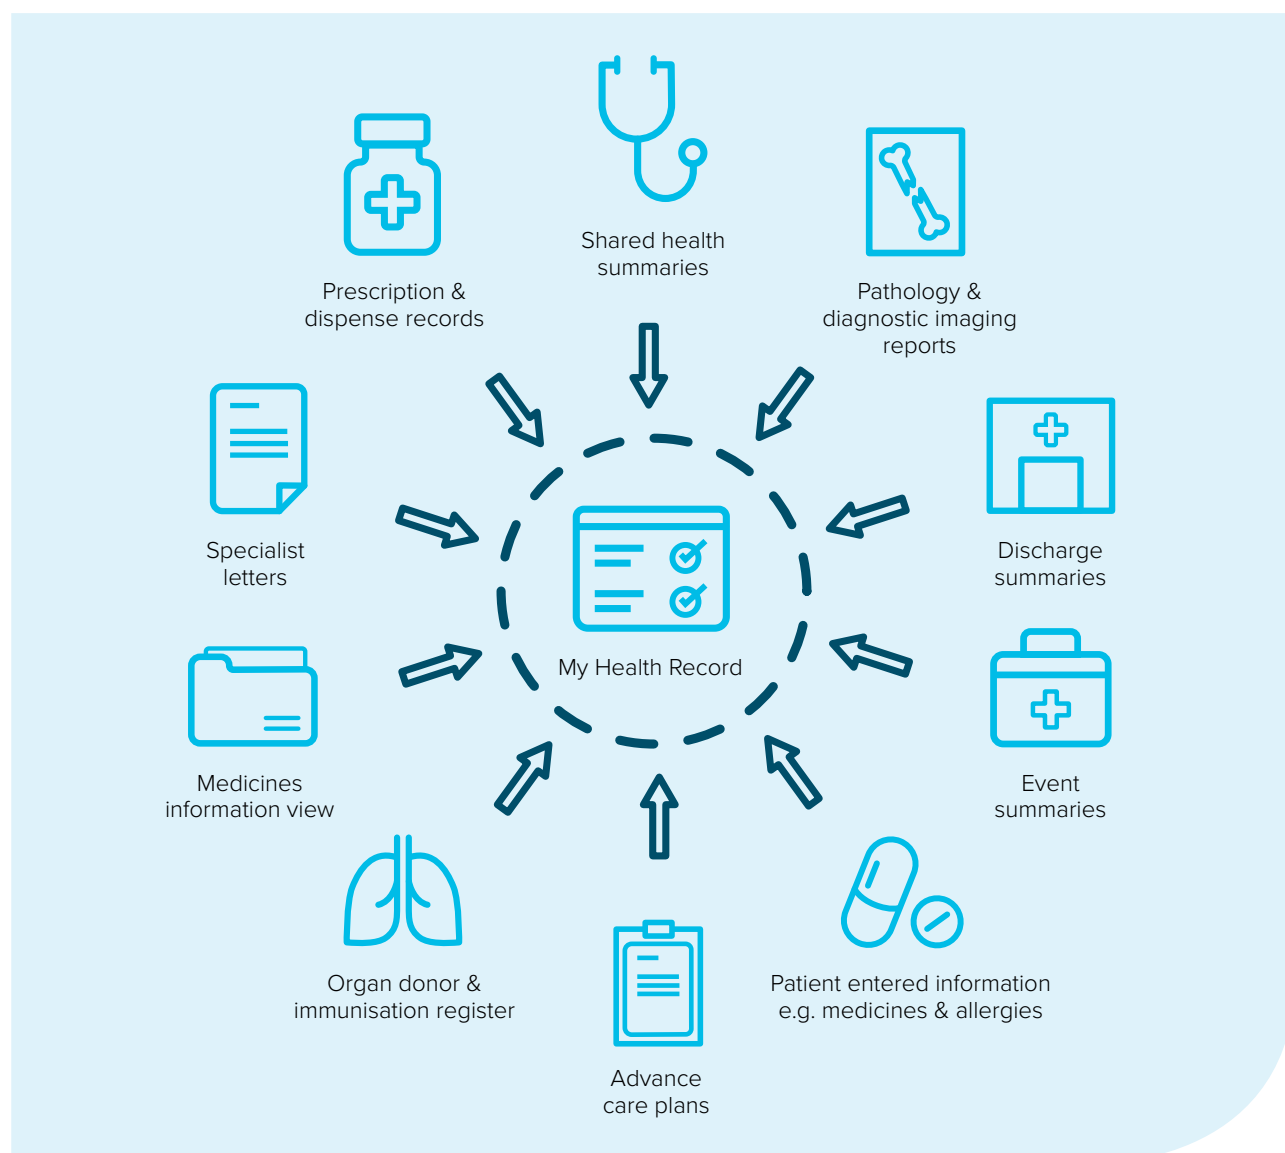 Shared health
summaries
Prescription &
dispense records
Pathology &
diagnostic imaging
reports
Specialist
letters
Discharge
summaries
My Health Record
Medicines
information view
Event
summaries
Organ donor &
immunisation register
Patient entered information
e.g. medicines & allergies
Advance
care plans